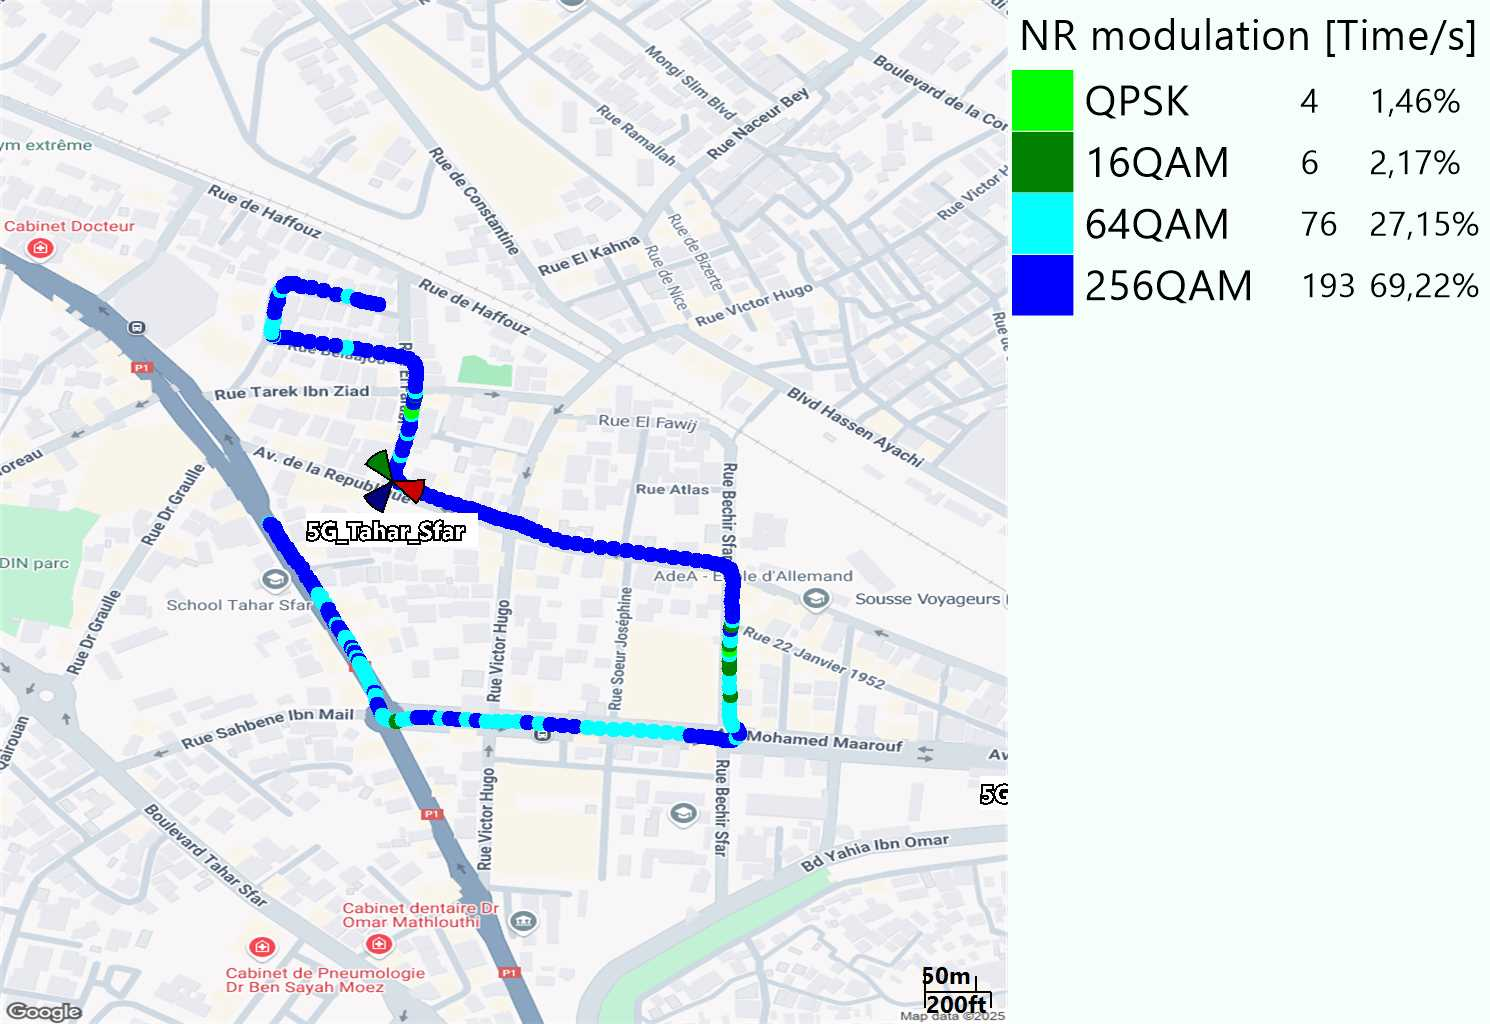 NR modulation [Time/s]
QPSK 4 1,46%
16QAM 6 2,17%
64QAM 76 27,15%
256QAM 193 69,22%
Mongi Slim Blvd
Rue Naceur Bey
Boulevard de la Cor
Rue Ramallah
ym extrême
Rue de Constantine
Rue Victor H
Rue de Haffouz
Cabinet Docteur
Rue El Kahna
Rue de Bizerte
Rue de Nice
Rue de Haffouz
Rue Victor Hugo
P1
Rue Tarek Ibn Ziad
Blvd Hassen Ayachi
Rue El Fawij
Av. de la Republique
Rue Dr Graulle
Rue Atlas
Rue Bechir Sfar
5G_Tahar_Sfar
DIN parc
AdeA - École d'Allemand
School Tahar Sfar
Sousse Voyageurs
Rue Dr Graulle
Rue Victor Hugo
Rue Soeur Joséphine
Rue 22 Janvier 1952
Rue Sahbene Ibn Mail
Mohamed Maarouf
Av
5G
P1
Rue Victor Hugo
Rue Bechir Sfar
Boulevard Tahar Sfar
Bd Yahia Ibn Omar
Cabinet dentaire Dr
Omar Mathlouthi
Cabinet de Pneumologie
Dr Ben Sayah Moez
P1
50m
200ft
Google
Map data ©2025